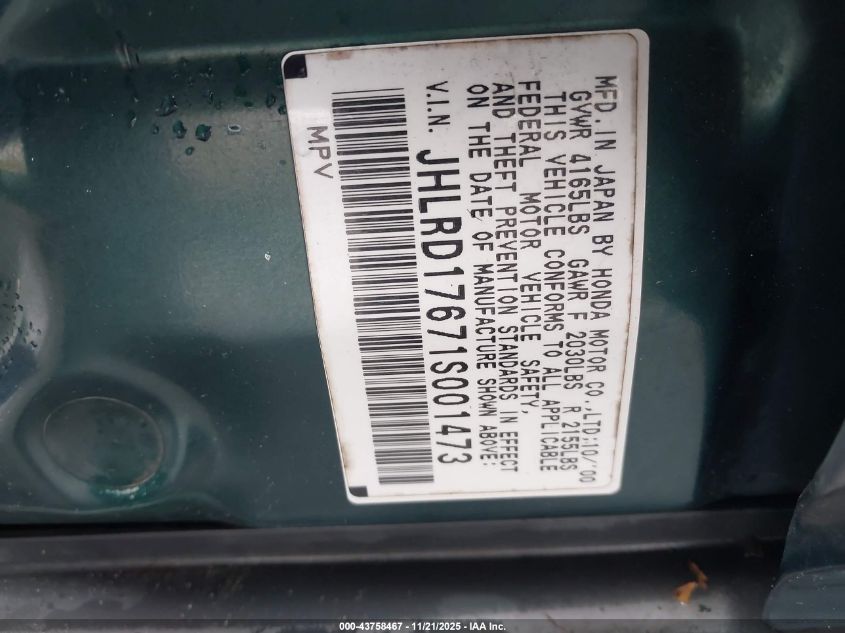 MFD. IN JAPAN BY HONDA MOTOR CO., LTD; 10/'00
GVWR 4165LBS GAWR F 2030LBS R 2155LBS
THIS VEHICLE CONFORMS TO ALL APPLICABLE
FEDERAL MOTOR VEHICLE SAFETY,
AND THEFT PREVENTION STANDARDS IN EFFECT
ON THE DATE OF MANUFACTURE SHOWN ABOVE:
V.I.N. JHLRD17671S001473
MPV
000-43758467 - 11/21/2025 - IAA Inc.